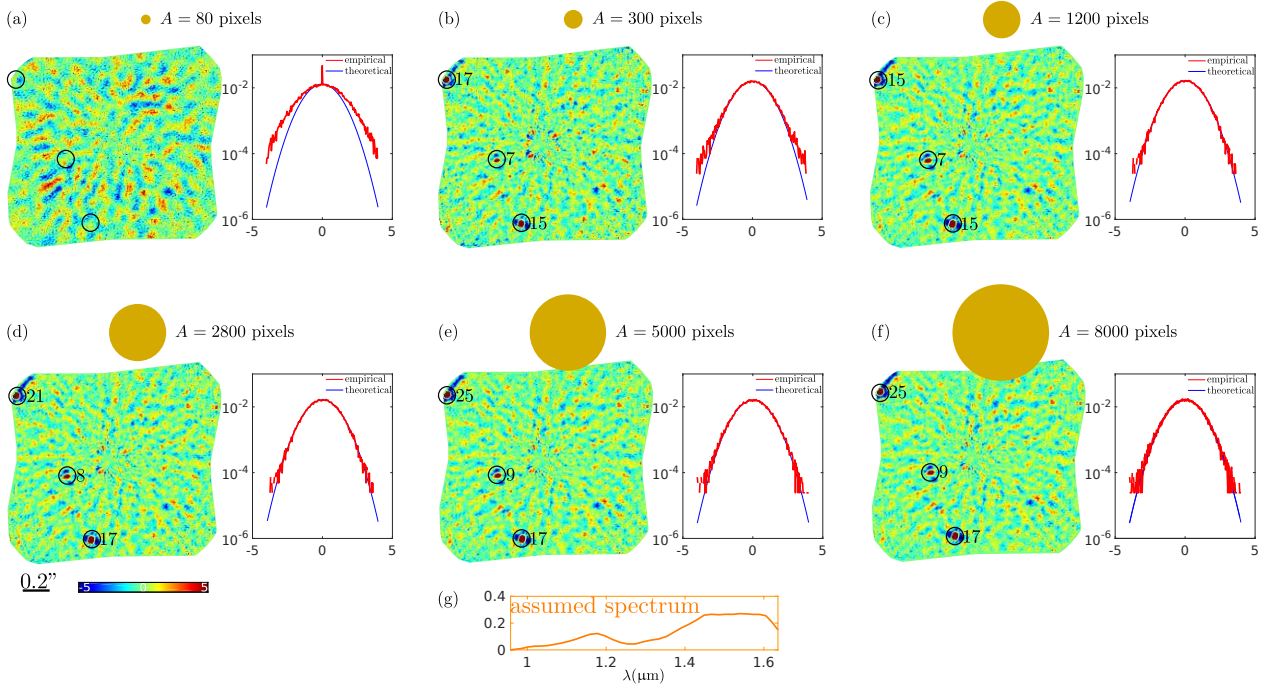 (a) A = 80 pixels
empirical
theoretical
10-2
10-4
10-6
-5 0 5
(b) A = 300 pixels
17
7
15
empirical
theoretical
10-2
10-4
10-6
-5 0 5
(c) A = 1200 pixels
15
7
15
empirical
theoretical
10-2
10-4
10-6
-5 0 5
(d) A = 2800 pixels
21
8
17
empirical
theoretical
10-2
10-4
10-6
-5 0 5
0.2”
-5 0 5
(e) A = 5000 pixels
25
9
17
empirical
theoretical
10-2
10-4
10-6
-5 0 5
(f) A = 8000 pixels
25
9
17
empirical
theoretical
10-2
10-4
10-6
-5 0 5
(g)
assumed spectrum
0.4
0.2
0
1 1.2 1.4 1.6
λ(μm)